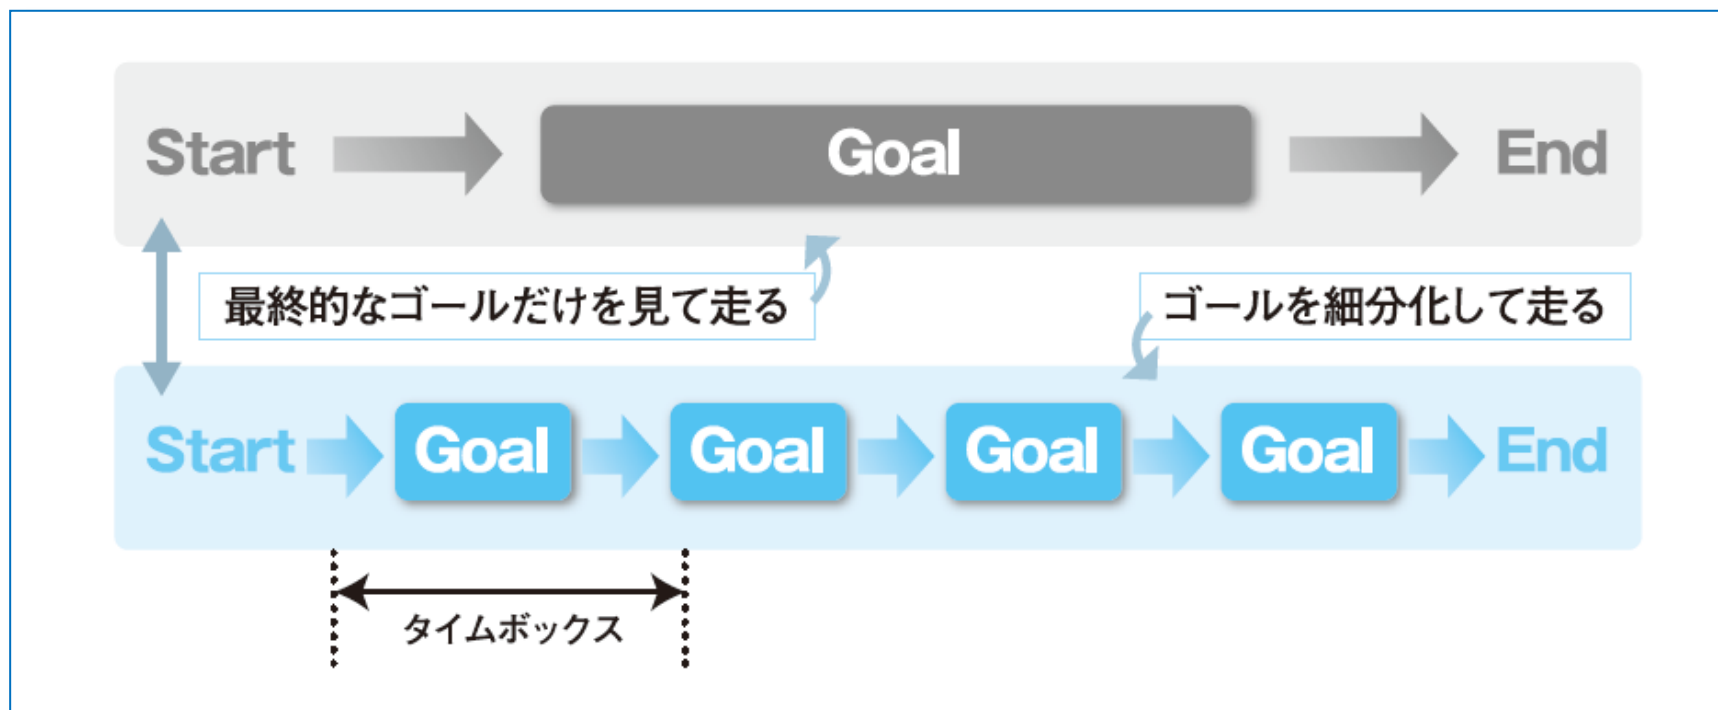 Start Goal End
最終的なゴールだけを見て走る
ゴールを細分化して走る
Start Goal Goal Goal Goal End
タイムボックス